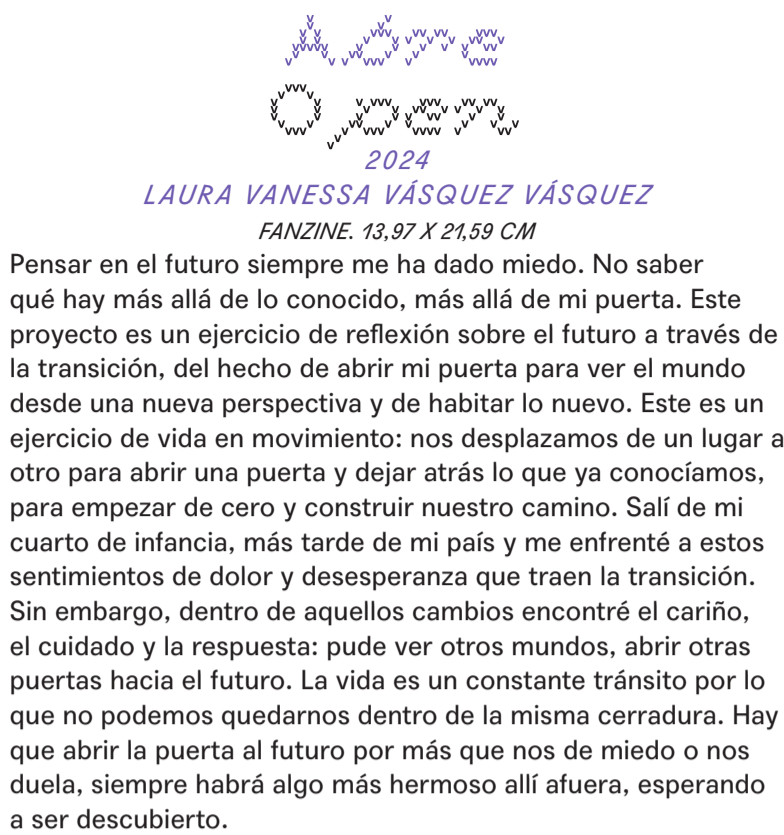 Abre
Open
2024
LAURA VANESSA VÁSQUEZ VÁSQUEZ
FANZINE. 13,97 X 21,59 CM
Pensar en el futuro siempre me ha dado miedo. No saber
qué hay más allá de lo conocido, más allá de mi puerta. Este
proyecto es un ejercicio de reflexión sobre el futuro a través de
la transición, del hecho de abrir mi puerta para ver el mundo
desde una nueva perspectiva y de habitar lo nuevo. Este es un
ejercicio de vida en movimiento: nos desplazamos de un lugar a
otro para abrir una puerta y dejar atrás lo que ya conocíamos,
para empezar de cero y construir nuestro camino. Salí de mi
cuarto de infancia, más tarde de mi país y me enfrenté a estos
sentimientos de dolor y desesperanza que traen la transición.
Sin embargo, dentro de aquellos cambios encontré el cariño,
el cuidado y la respuesta: pude ver otros mundos, abrir otras
puertas hacia el futuro. La vida es un constante tránsito por lo
que no podemos quedarnos dentro de la misma cerradura. Hay
que abrir la puerta al futuro por más que nos de miedo o nos
duela, siempre habrá algo más hermoso allí afuera, esperando
a ser descubierto.